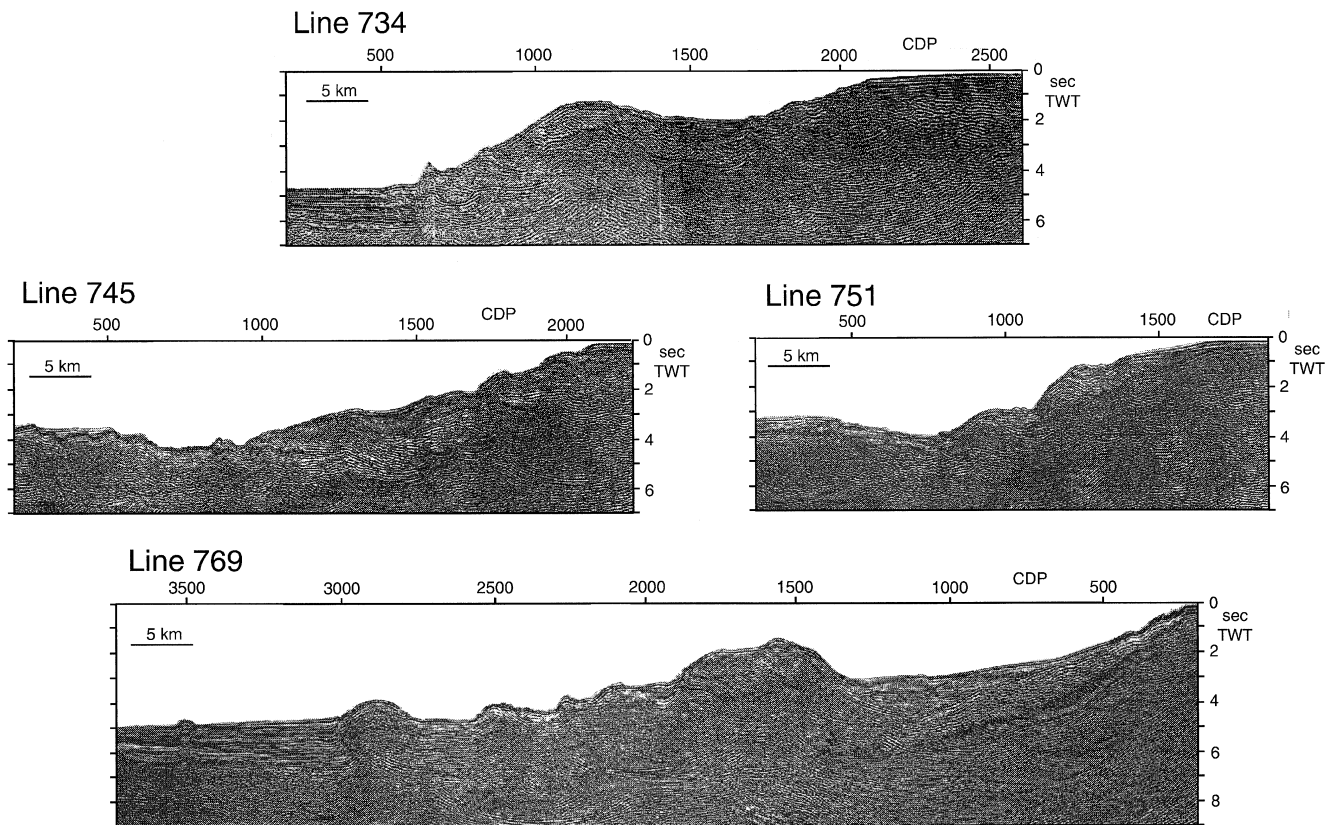 Line 734
500 1000 1500 2000 CDP 2500
5 km
0
sec
TWT
2
4
6
Line 745
500 1000 1500 CDP 2000
5 km
0
sec
TWT
2
4
6
Line 751
500 1000 1500 CDP
5 km
0
sec
TWT
2
4
6
Line 769
3500 3000 2500 2000 1500 1000 CDP 500
5 km
0
sec
TWT
2
4
6
8